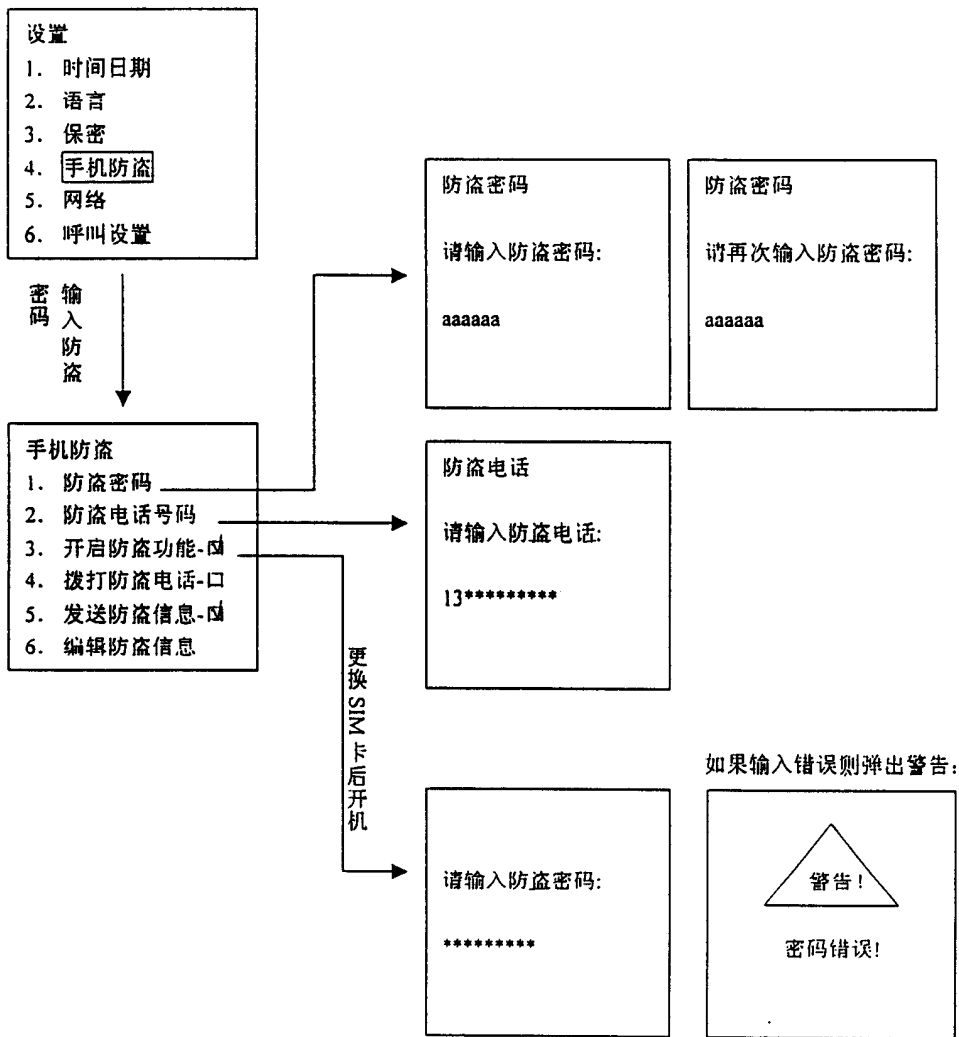 设置
1. 时间日期
2. 语言
3. 保密
4. 手机防盗
5. 网络
6. 呼叫设置
输入防盗密码
手机防盗
1. 防盗密码
2. 防盗电话号码
3. 开启防盗功能-☑
4. 拨打防盗电话-口
5. 发送防盗信息-☑
6. 编辑防盗信息
防盗密码
请输入防盗密码:
aaaaaa
防盗密码
请再次输入防盗密码:
aaaaaa
防盗电话
请输入防盗电话:
13*********
更换SIM卡后开机
请输入防盗密码:
*********
如果输入错误则弹出警告:
警告!
密码错误!